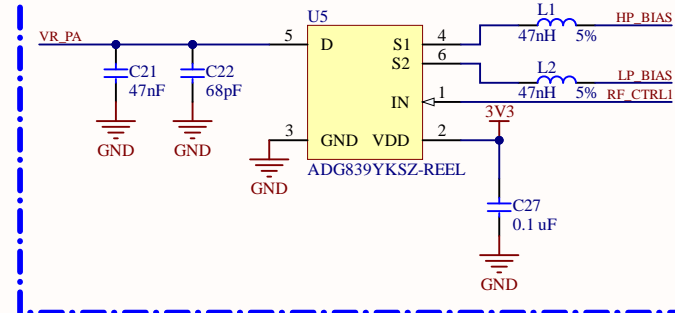 U5
L1
HP_BIAS
VR_PA
5
D
S1
4
47nH
5%
S2
6
C21
47nF
C22
68pF
L2
LP_BIAS
IN
1
47nH
5%
RF_CTRL1
3V3
3
GND
VDD
2
GND
GND
GND
ADG839YKSZ-REEL
C27
0.1 uF
GND